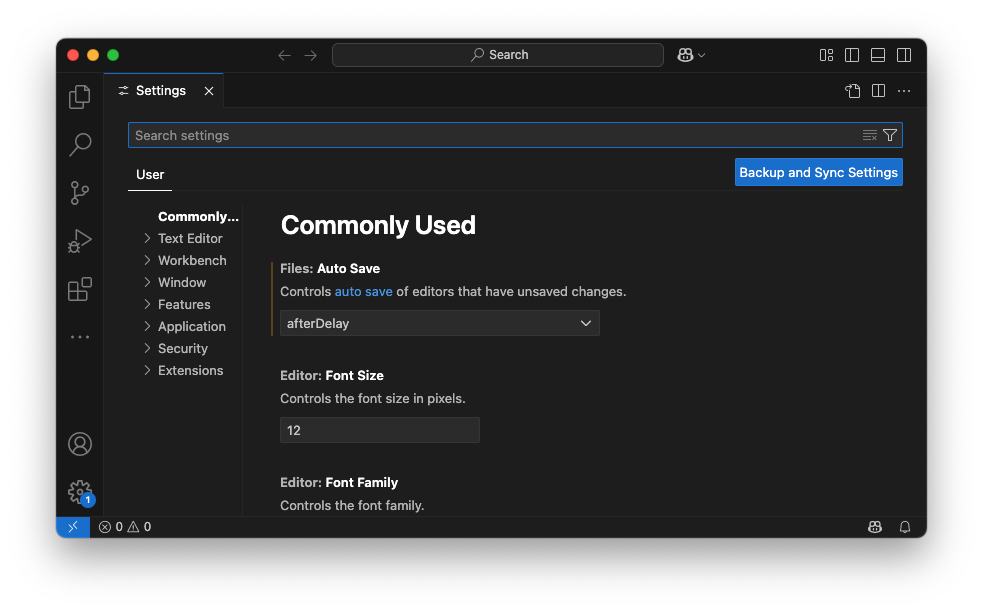 Search
Settings
Search settings
User
Backup and Sync Settings
Commonly...
Text Editor
Workbench
Window
Features
Application
Security
Extensions
Commonly Used
Files: Auto Save
Controls auto save of editors that have unsaved changes.
afterDelay
Editor: Font Size
Controls the font size in pixels.
12
Editor: Font Family
Controls the font family.
1
0 0